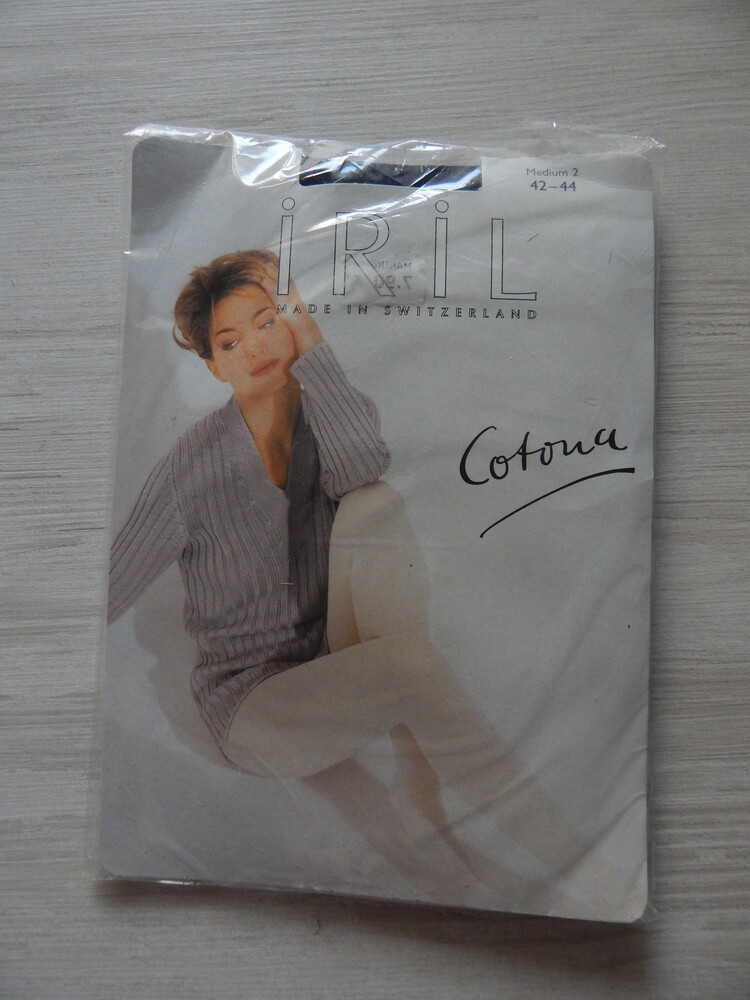 Medium 2
42–44
iRiL
MADE IN SWITZERLAND
Cotona